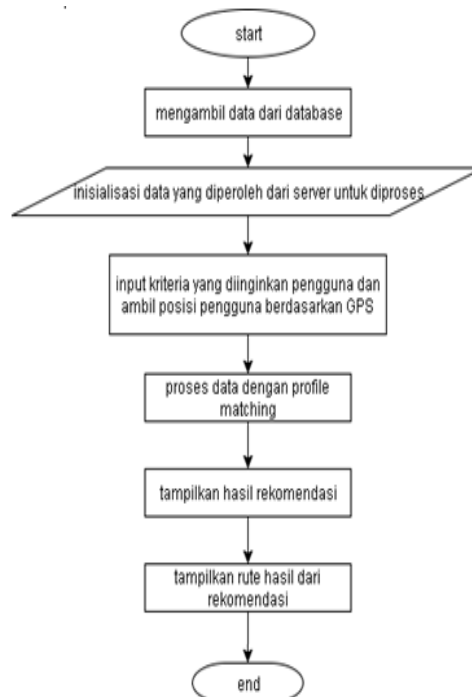 start
mengambil data dari database
inisialisasi data yang diperoleh dari server untuk diproses
input kriteria yang diinginkan pengguna dan
ambil posisi pengguna berdasarkan GPS
proses data dengan profile
matching
tampilkan hasil rekomendasi
tampilkan rute hasil dari
rekomendasi
end